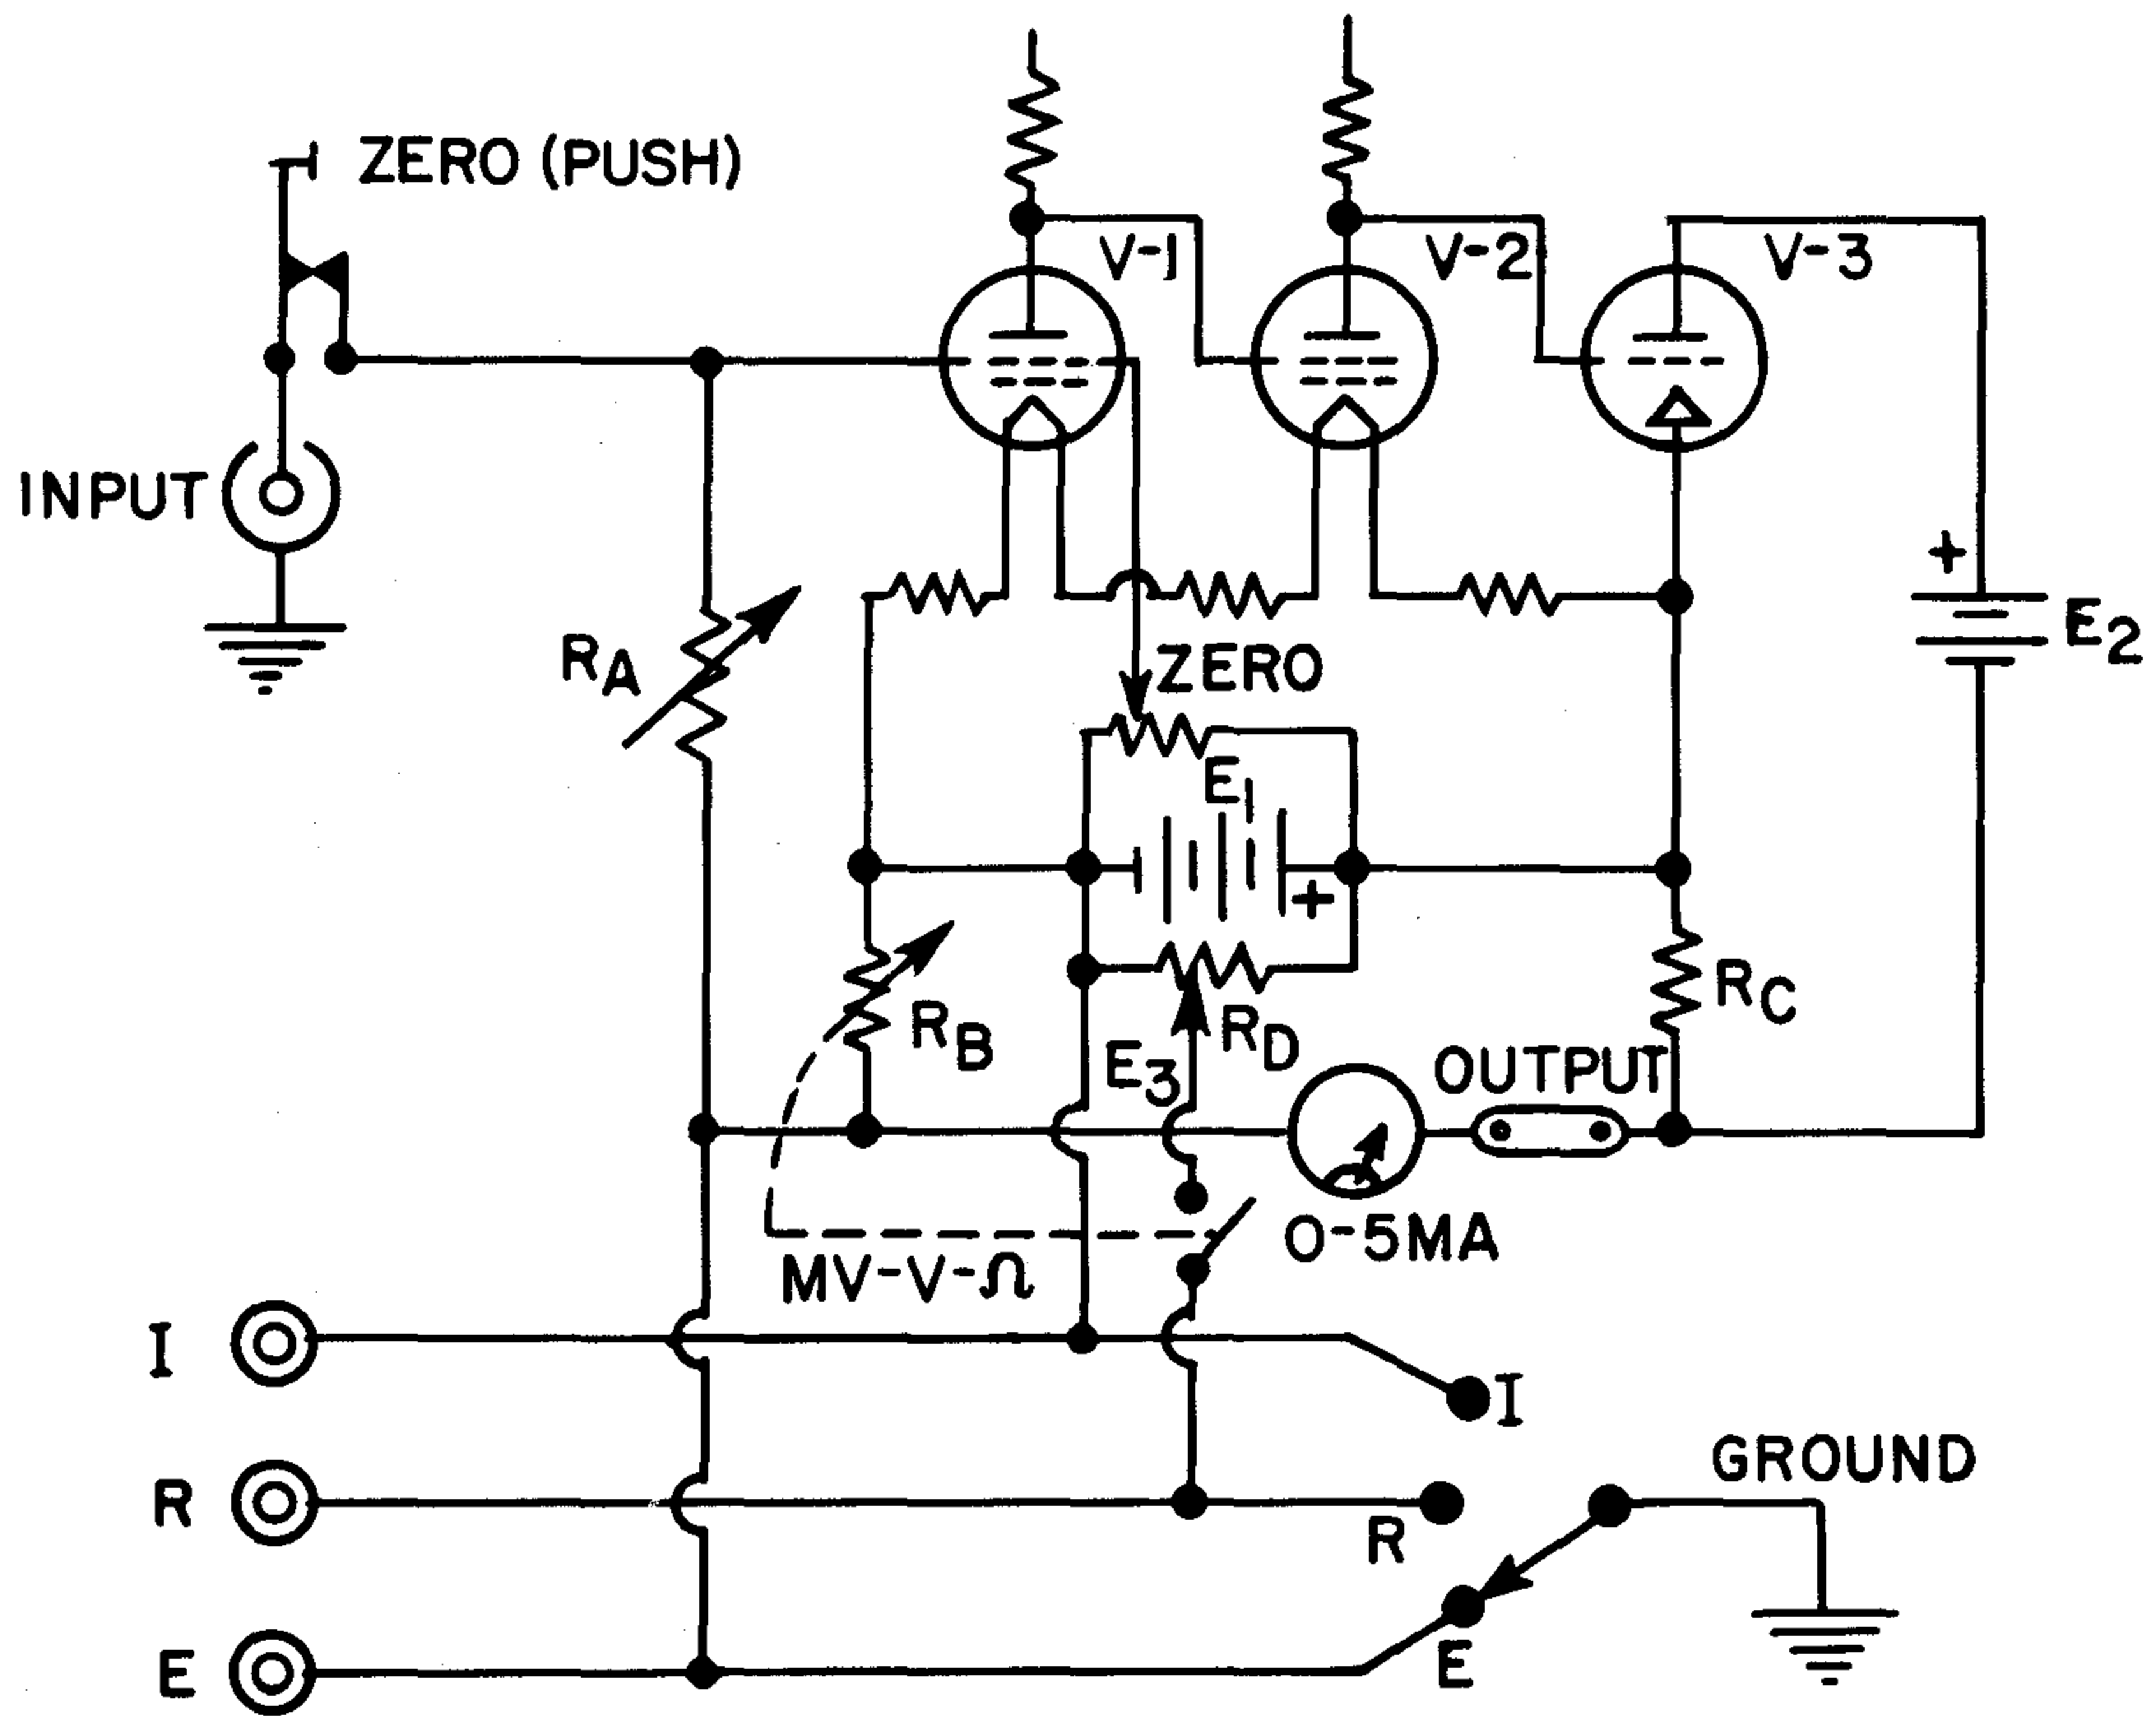 ZERO (PUSH)
V-1
V-2
V-3
INPUT
+
E2
RA
ZERO
E1
+
RB
RD
RC
E3
OUTPUT
0-5MA
MV-V-Ω
I
I
GROUND
R
R
E
E